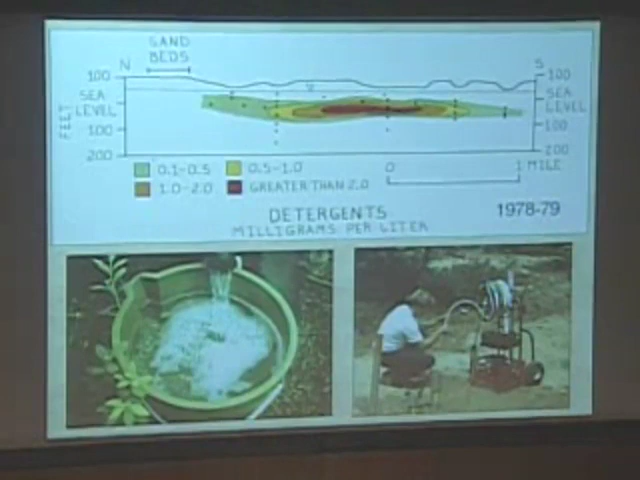 SAND
BEDS
N
S
100
100
SEA
LEVEL
SEA
LEVEL
FEET
100
100
200
200
0.1-0.5
0.5-1.0
0
1 MILE
1.0-2.0
GREATER THAN 2.0
DETERGENTS
1978-79
MILLIGRAMS PER LITER